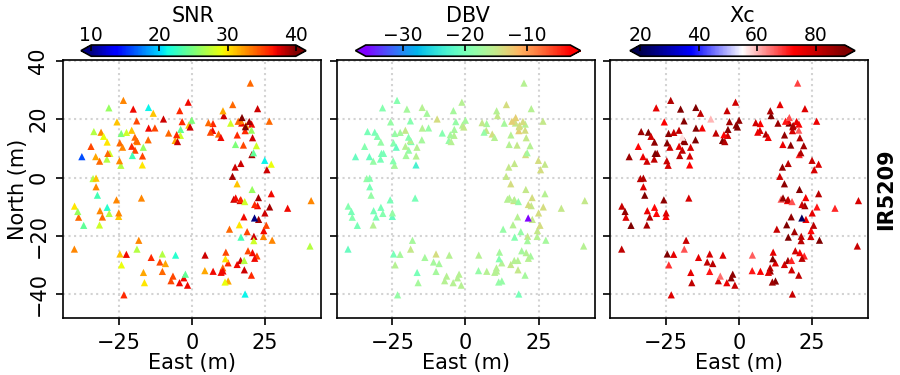 SNR DBV Xc
10 20 30 40 −30 −20 −10 20 40 60 80
40
20
0
−20
−40
North (m)
−25 0 25 −25 0 25 −25 0 25
East (m) East (m) East (m)
IR5209